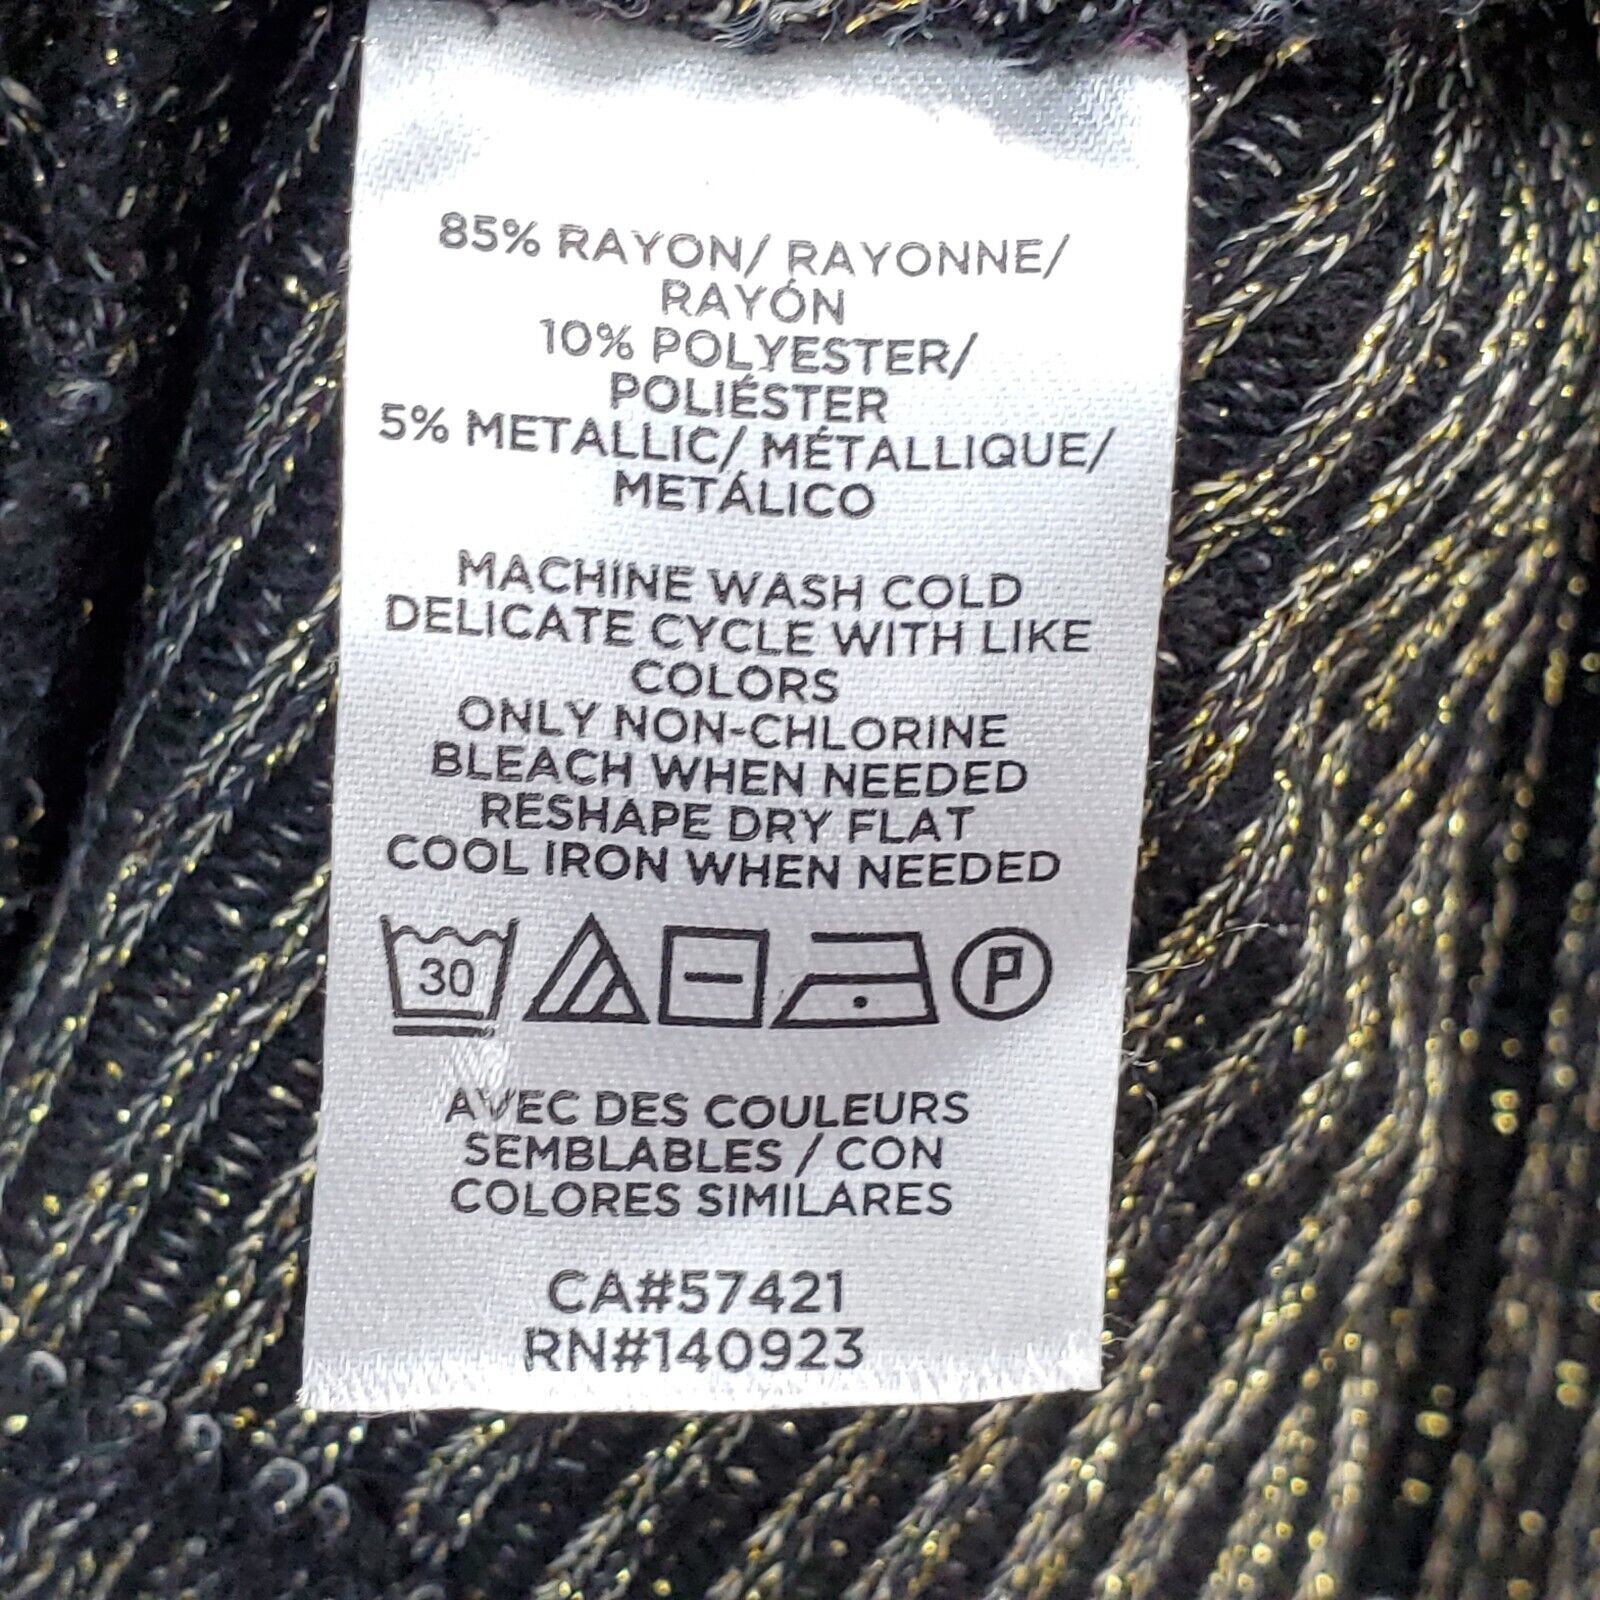 85% RAYON/ RAYONNE/
RAYÓN
10% POLYESTER/
POLIÉSTER
5% METALLIC/ MÉTALLIQUE/
METÁLICO
MACHINE WASH COLD
DELICATE CYCLE WITH LIKE
COLORS
ONLY NON-CHLORINE
BLEACH WHEN NEEDED
RESHAPE DRY FLAT
COOL IRON WHEN NEEDED
30 P
AVEC DES COULEURS
SEMBLABLES / CON
COLORES SIMILARES
CA#57421
RN#140923